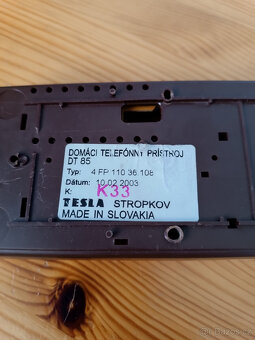 DOMÁCI TELEFÓNNY PRÍSTROJ
DT 85
Typ: 4 FP 110 36.108
Dátum: 10.02.2003
K: K33
TESLA STROPKOV
MADE IN SLOVAKIA